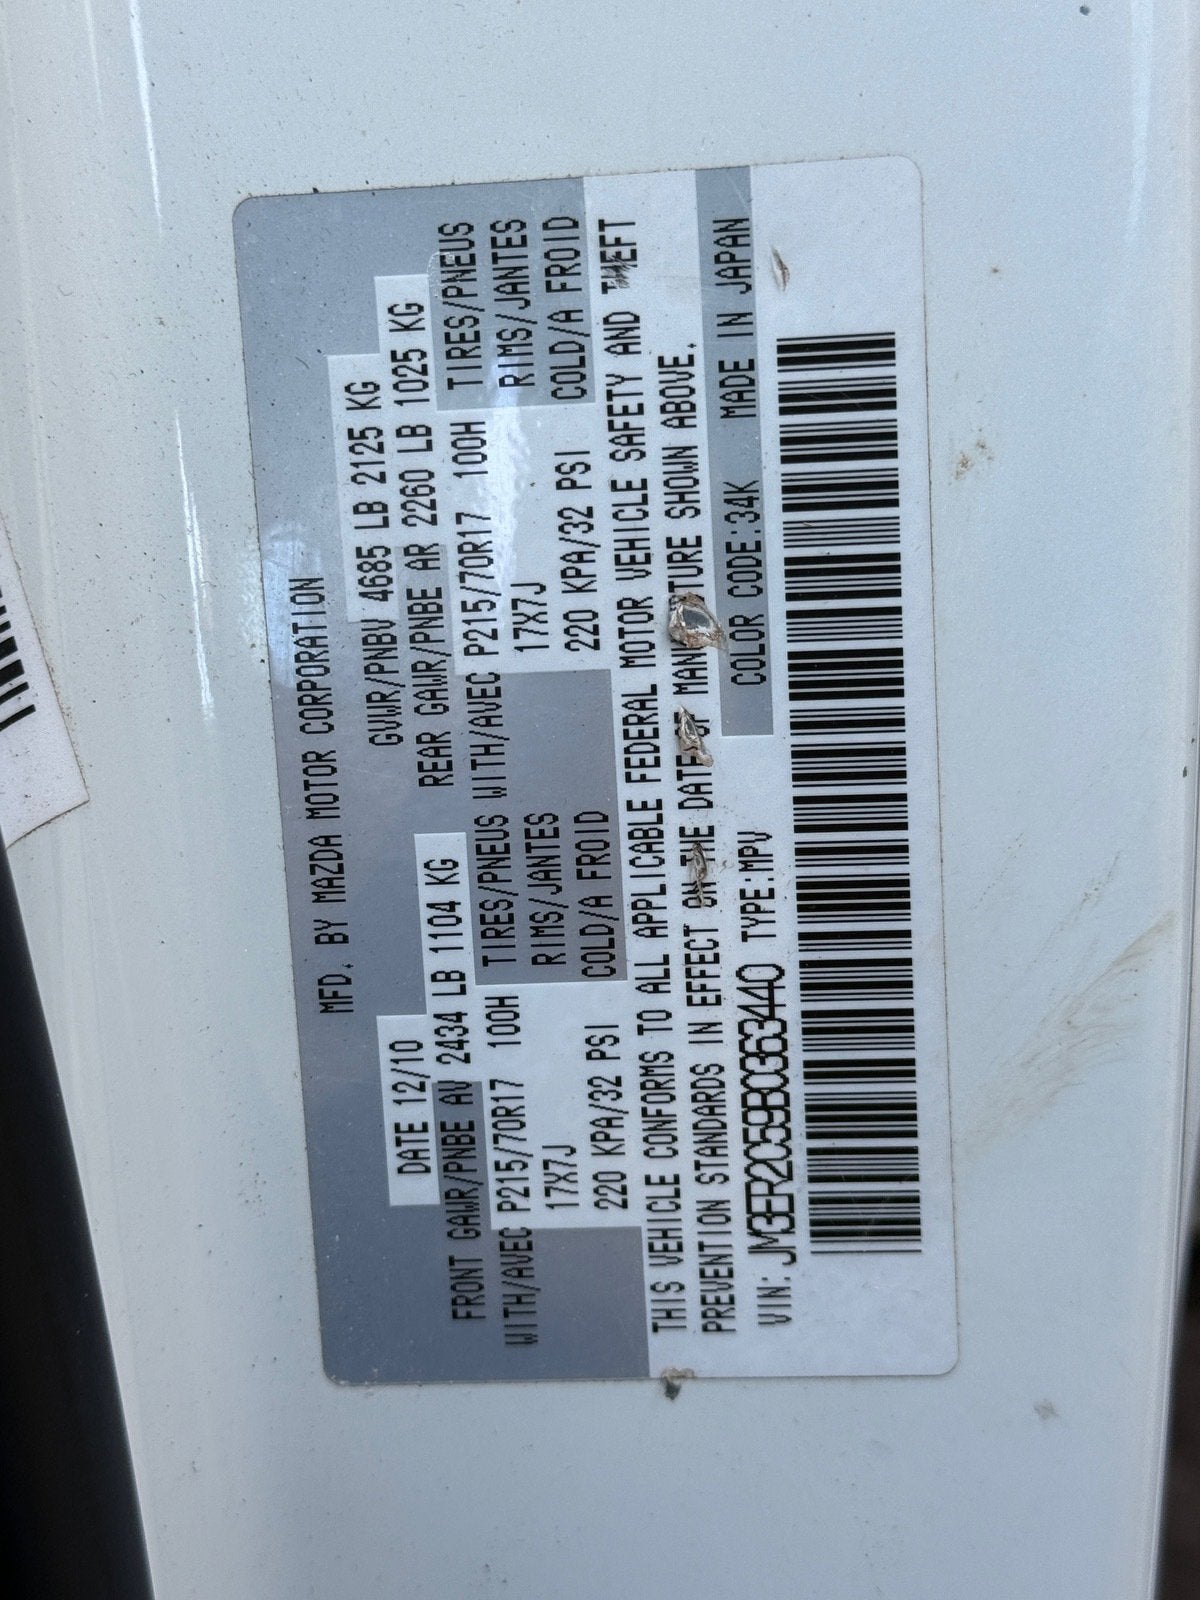 MFD. BY MAZDA MOTOR CORPORATION
DATE 12/10 GVWR/PNBV 4685 LB 2125 KG
FRONT GAWR/PNBE AV 2434 LB 1104 KG REAR GAWR/PNBE AR 2260 LB 1025 KG
WITH/AVEC P215/70R17 100H TIRES/PNEUS WITH/AVEC P215/70R17 100H TIRES/PNEUS
17X7J RIMS/JANTES 17X7J RIMS/JANTES
220 KPA/32 PSI COLD/A FROID 220 KPA/32 PSI COLD/A FROID
THIS VEHICLE CONFORMS TO ALL APPLICABLE FEDERAL MOTOR VEHICLE SAFETY AND THEFT
PREVENTION STANDARDS IN EFFECT ON THE DATE OF MANUFACTURE SHOWN ABOVE.
VIN: JM3ER2C59B0363440 TYPE:MPV COLOR CODE:34K MADE IN JAPAN